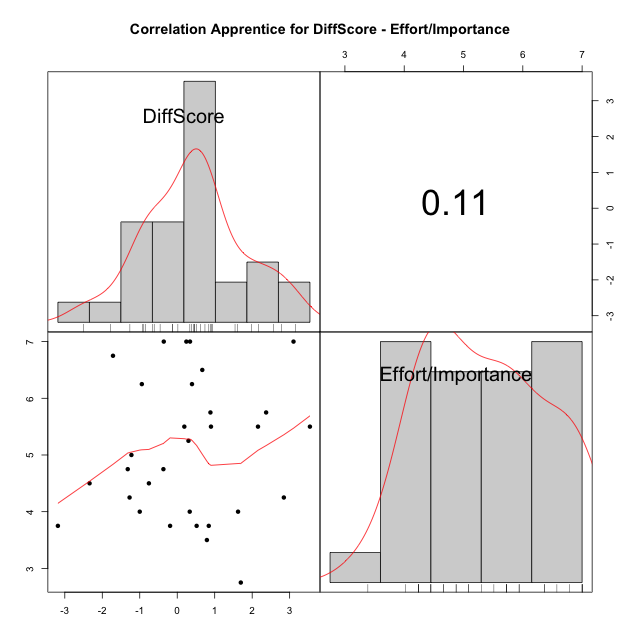 Correlation Apprentice for DiffScore - Effort/Importance
3 4 5 6 7
DiffScore
0.11
3
2
1
0
-1
-2
-3
Effort/Importance
7
6
5
4
3
-3 -2 -1 0 1 2 3